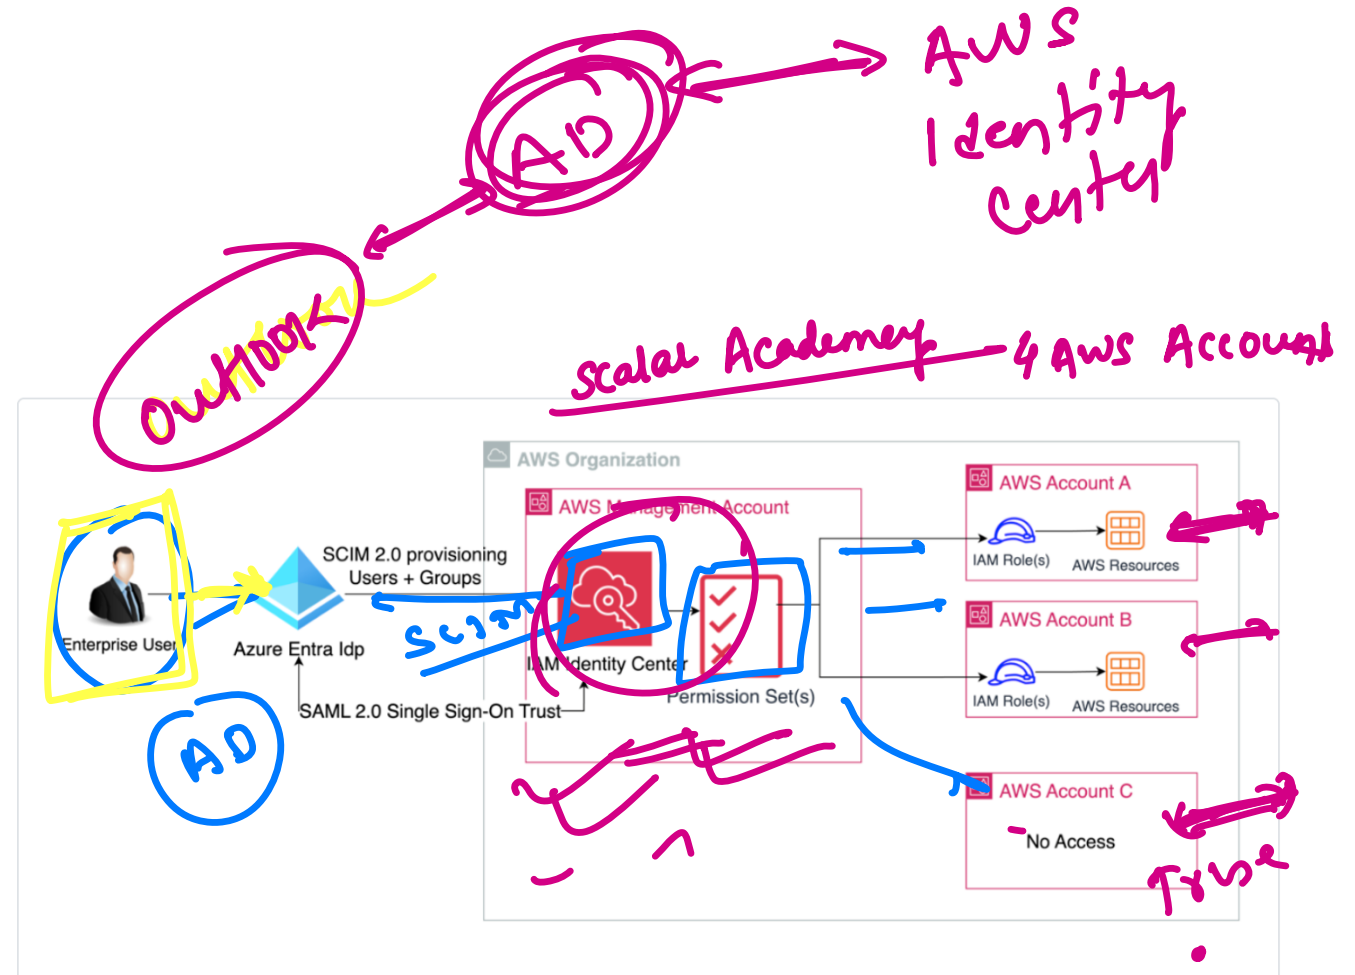 AWS
Identity
Center
AD
Outlook
Scalar Academey - 4 AWS Account
AWS Organization
AWS Management Account
AWS Account A
IAM Role(s)
AWS Resources
SCIM 2.0 provisioning
Users + Groups
Enterprise User
Azure Entra Idp
Scim
IAM Identity Center
Permission Set(s)
SAML 2.0 Single Sign-On Trust
AD
AWS Account B
IAM Role(s)
AWS Resources
AWS Account C
No Access